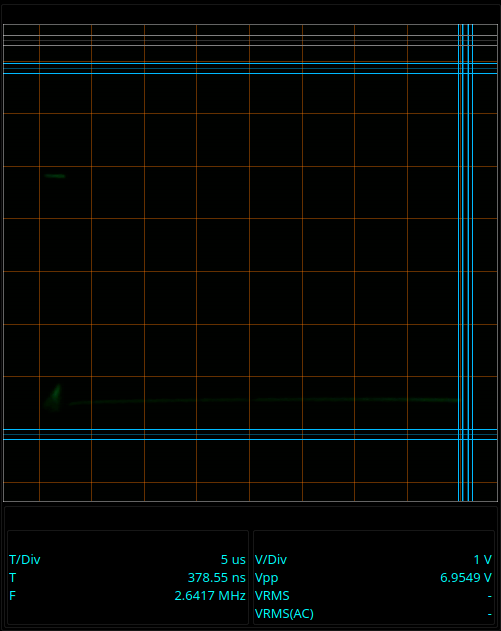 T/Div 5 us V/Div 1 V
T 378.55 ns Vpp 6.9549 V
F 2.6417 MHz VRMS -
VRMS(AC) -